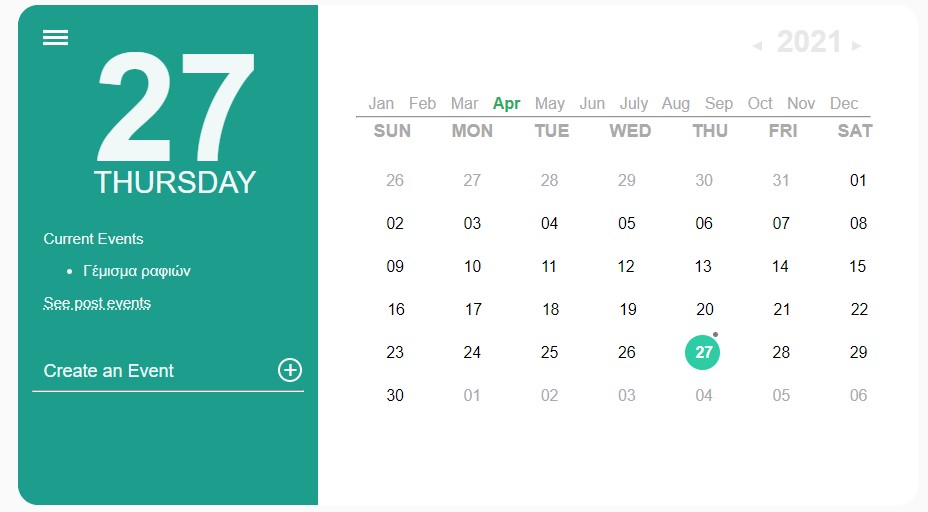 27
THURSDAY
Current Events
Γέμισμα ραφιών
See post events
Create an Event
2021
Jan Feb Mar Apr May Jun July Aug Sep Oct Nov Dec
SUN MON TUE WED THU FRI SAT
26 27 28 29 30 31 01
02 03 04 05 06 07 08
09 10 11 12 13 14 15
16 17 18 19 20 21 22
23 24 25 26 27 28 29
30 01 02 03 04 05 06